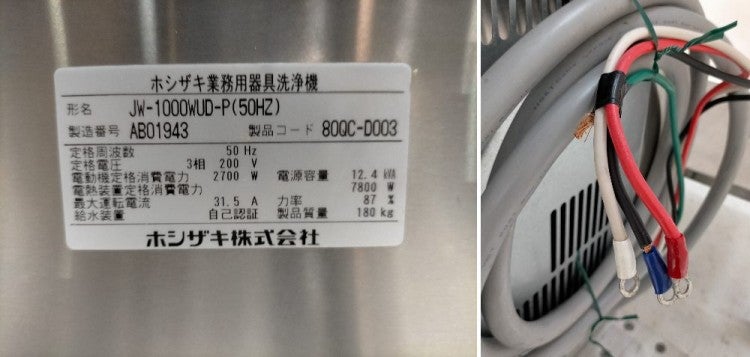 ホシザキ業務用器具洗浄機
形名 JW-1000WUD-P(50HZ)
製造番号 AB01943 製品コード 80QC-D003
定格周波数 50 Hz
定格電圧 3相 200 V
電動機定格消費電力 2700 W 電源容量 12.4 kVA
電熱装置定格消費電力 7800 W
最大運転電流 31.5 A 力率 87 %
給水装置 自己認証 製品質量 180 kg
ホシザキ株式会社